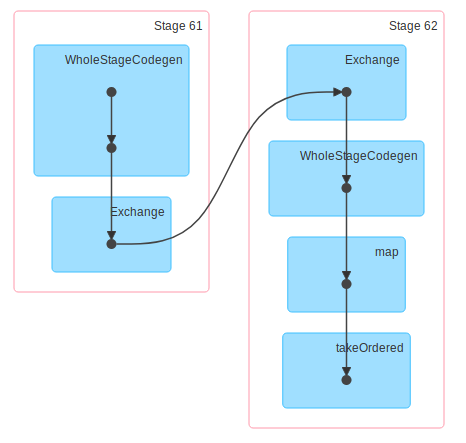 Stage 61
WholeStageCodegen
Exchange
Stage 62
Exchange
WholeStageCodegen
map
takeOrdered